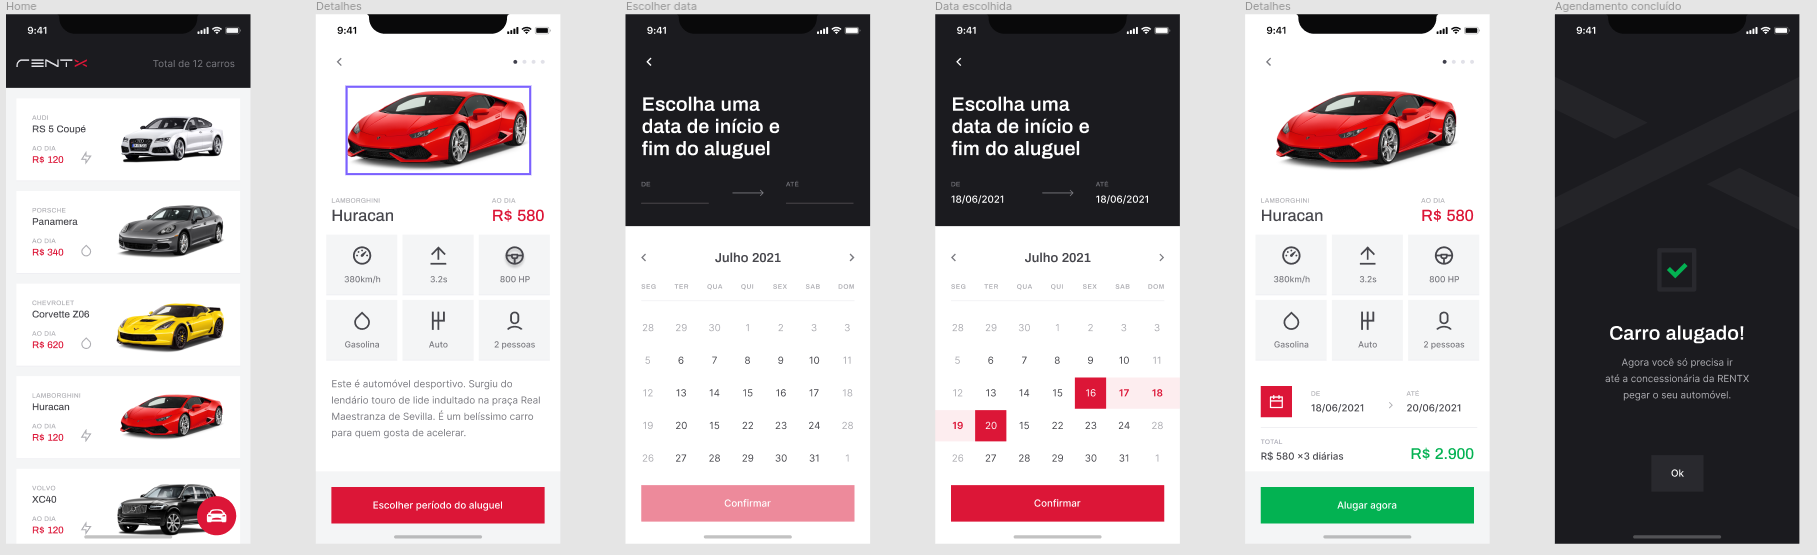 Home
9:41
RENTX
Total de 12 carros
AUDI
RS 5 Coupé
AO DIA
R$ 120
PORSCHE
Panamera
AO DIA
R$ 340
CHEVROLET
Corvette Z06
AO DIA
R$ 620
LAMBORGHINI
Huracan
AO DIA
R$ 120
VOLVO
XC40
AO DIA
R$ 120
Detalhes
9:41
LAMBORGHINI
Huracan
AO DIA
R$ 580
380km/h
3.2s
800 HP
Gasolina
Auto
2 pessoas
Este é automóvel desportivo. Surgiu do
lendário touro de lide indultado na praça Real
Maestranza de Sevilla. É um belíssimo carro
para quem gosta de acelerar.
Escolher período do aluguel
Escolher data
9:41
Escolha uma
data de início e
fim do aluguel
DE
ATÉ
Julho 2021
SEG TER QUA QUI SEX SAB DOM
28 29 30 1 2 3 3
5 6 7 8 9 10 11
12 13 14 15 16 17 18
19 20 15 22 23 24 28
26 27 28 29 30 31 1
Confirmar
Data escolhida
9:41
Escolha uma
data de início e
fim do aluguel
DE
18/06/2021
ATÉ
18/06/2021
Julho 2021
SEG TER QUA QUI SEX SAB DOM
28 29 30 1 2 3 3
5 6 7 8 9 10 11
12 13 14 15 16 17 18
19 20 15 22 23 24 28
26 27 28 29 30 31 1
Confirmar
Detalhes
9:41
LAMBORGHINI
Huracan
AO DIA
R$ 580
380km/h
3.2s
800 HP
Gasolina
Auto
2 pessoas
DE
18/06/2021
ATÉ
20/06/2021
TOTAL
R$ 580 ×3 diárias
R$ 2.900
Alugar agora
Agendamento concluído
9:41
Carro alugado!
Agora você só precisa ir
até a concessionária da RENTX
pegar o seu automóvel.
Ok